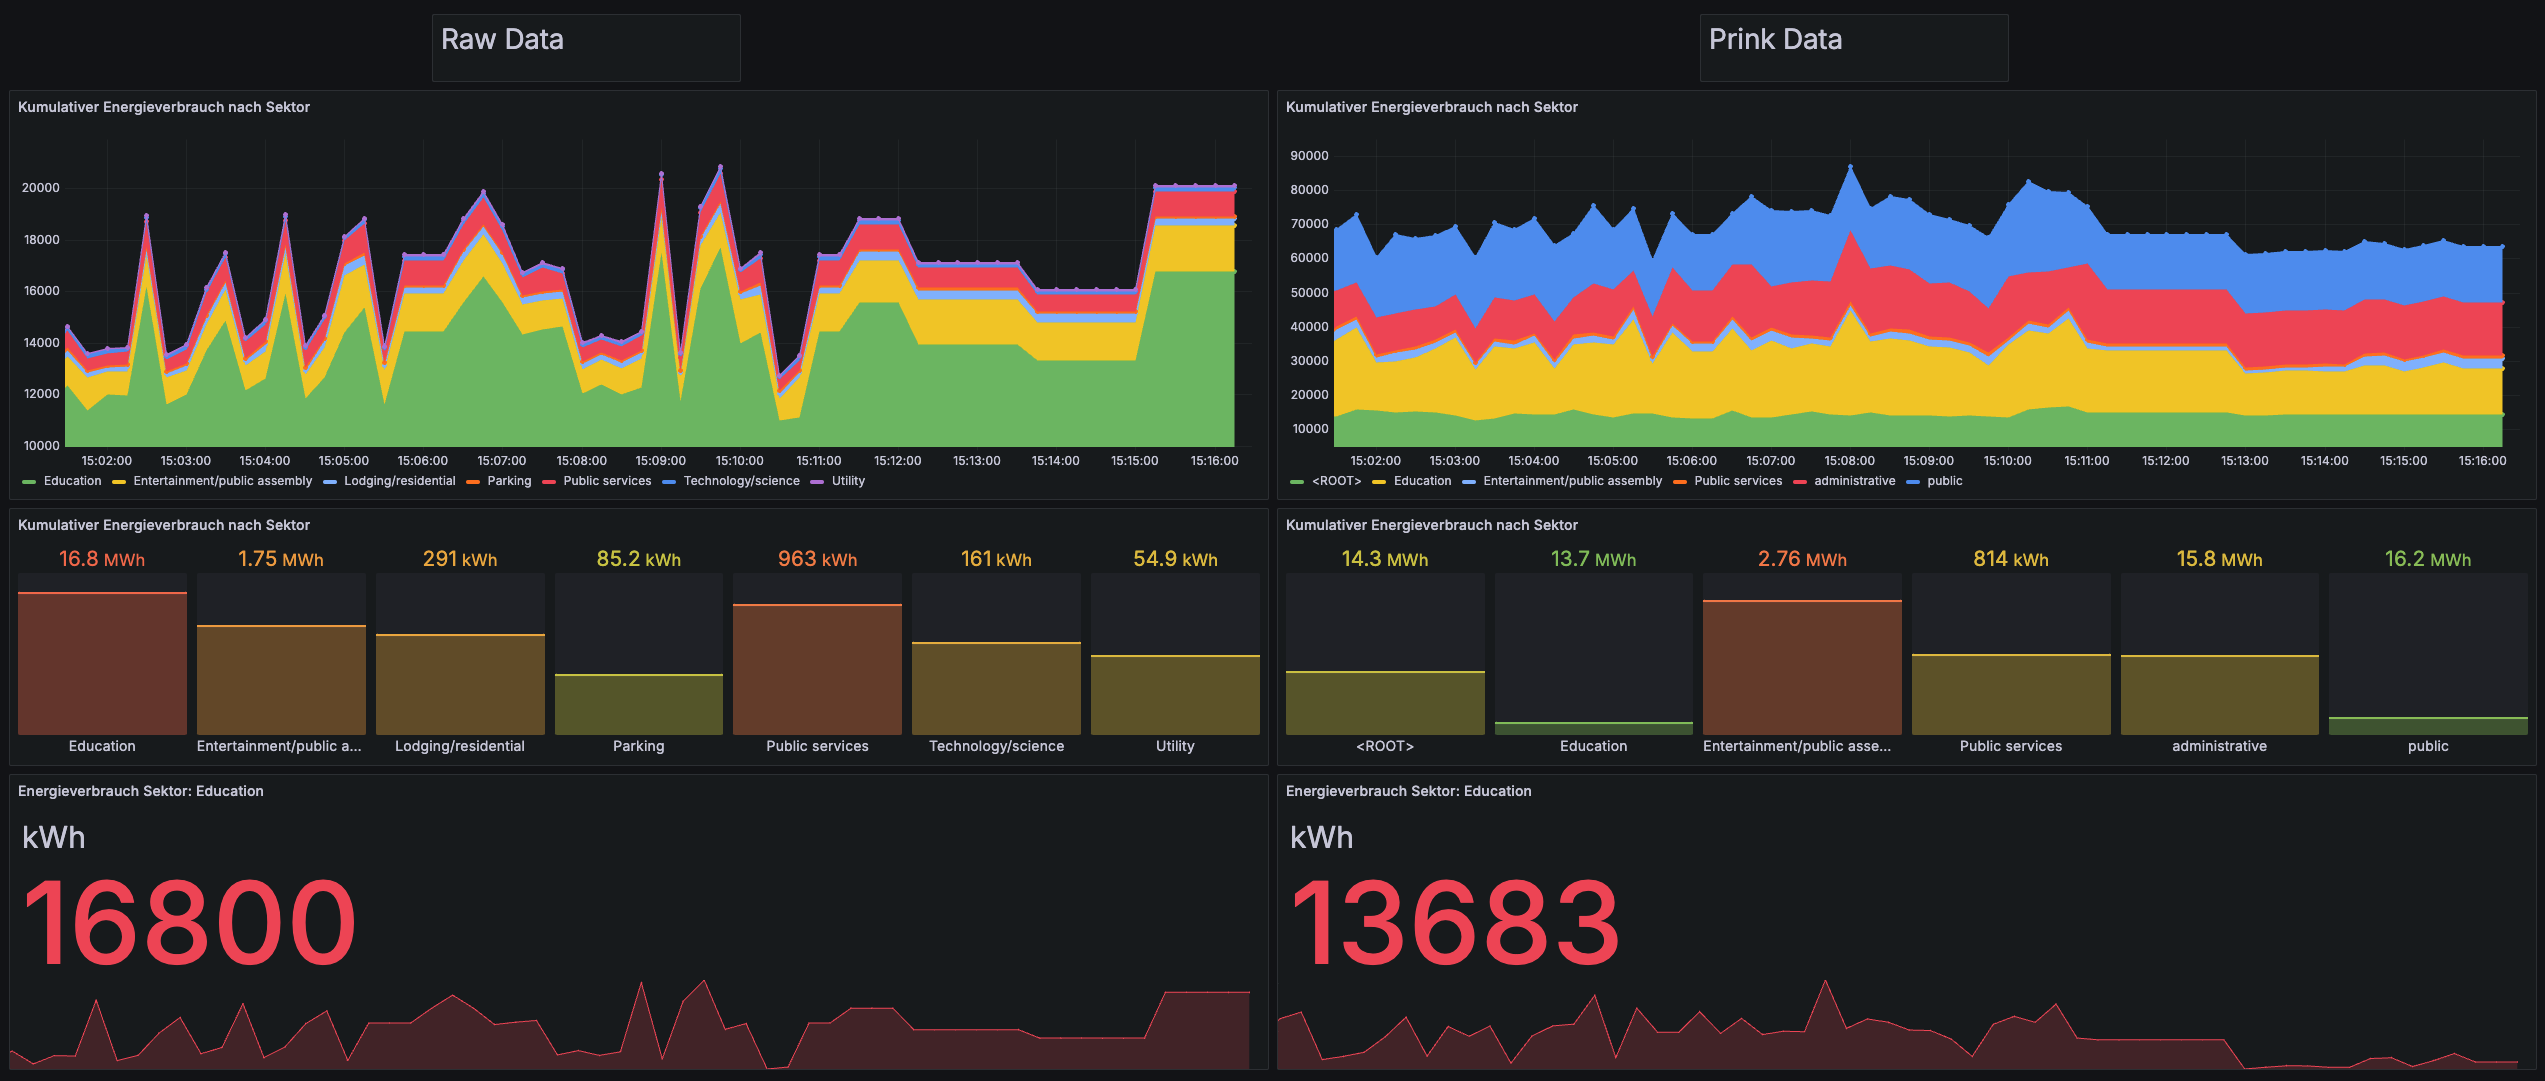 Raw Data
Prink Data
Kumulativer Energieverbrauch nach Sektor
20000
18000
16000
14000
12000
10000
15:02:00 15:03:00 15:04:00 15:05:00 15:06:00 15:07:00 15:08:00 15:09:00 15:10:00 15:11:00 15:12:00 15:13:00 15:14:00 15:15:00 15:16:00
Education Entertainment/public assembly Lodging/residential Parking Public services Technology/science Utility
Kumulativer Energieverbrauch nach Sektor
90000
80000
70000
60000
50000
40000
30000
20000
10000
15:02:00 15:03:00 15:04:00 15:05:00 15:06:00 15:07:00 15:08:00 15:09:00 15:10:00 15:11:00 15:12:00 15:13:00 15:14:00 15:15:00 15:16:00
<ROOT> Education Entertainment/public assembly Public services administrative public
Kumulativer Energieverbrauch nach Sektor
16.8 MWh 1.75 MWh 291 kWh 85.2 kWh 963 kWh 161 kWh 54.9 kWh
Education Entertainment/public a... Lodging/residential Parking Public services Technology/science Utility
Kumulativer Energieverbrauch nach Sektor
14.3 MWh 13.7 MWh 2.76 MWh 814 kWh 15.8 MWh 16.2 MWh
<ROOT> Education Entertainment/public asse... Public services administrative public
Energieverbrauch Sektor: Education
kWh
16800
Energieverbrauch Sektor: Education
kWh
13683